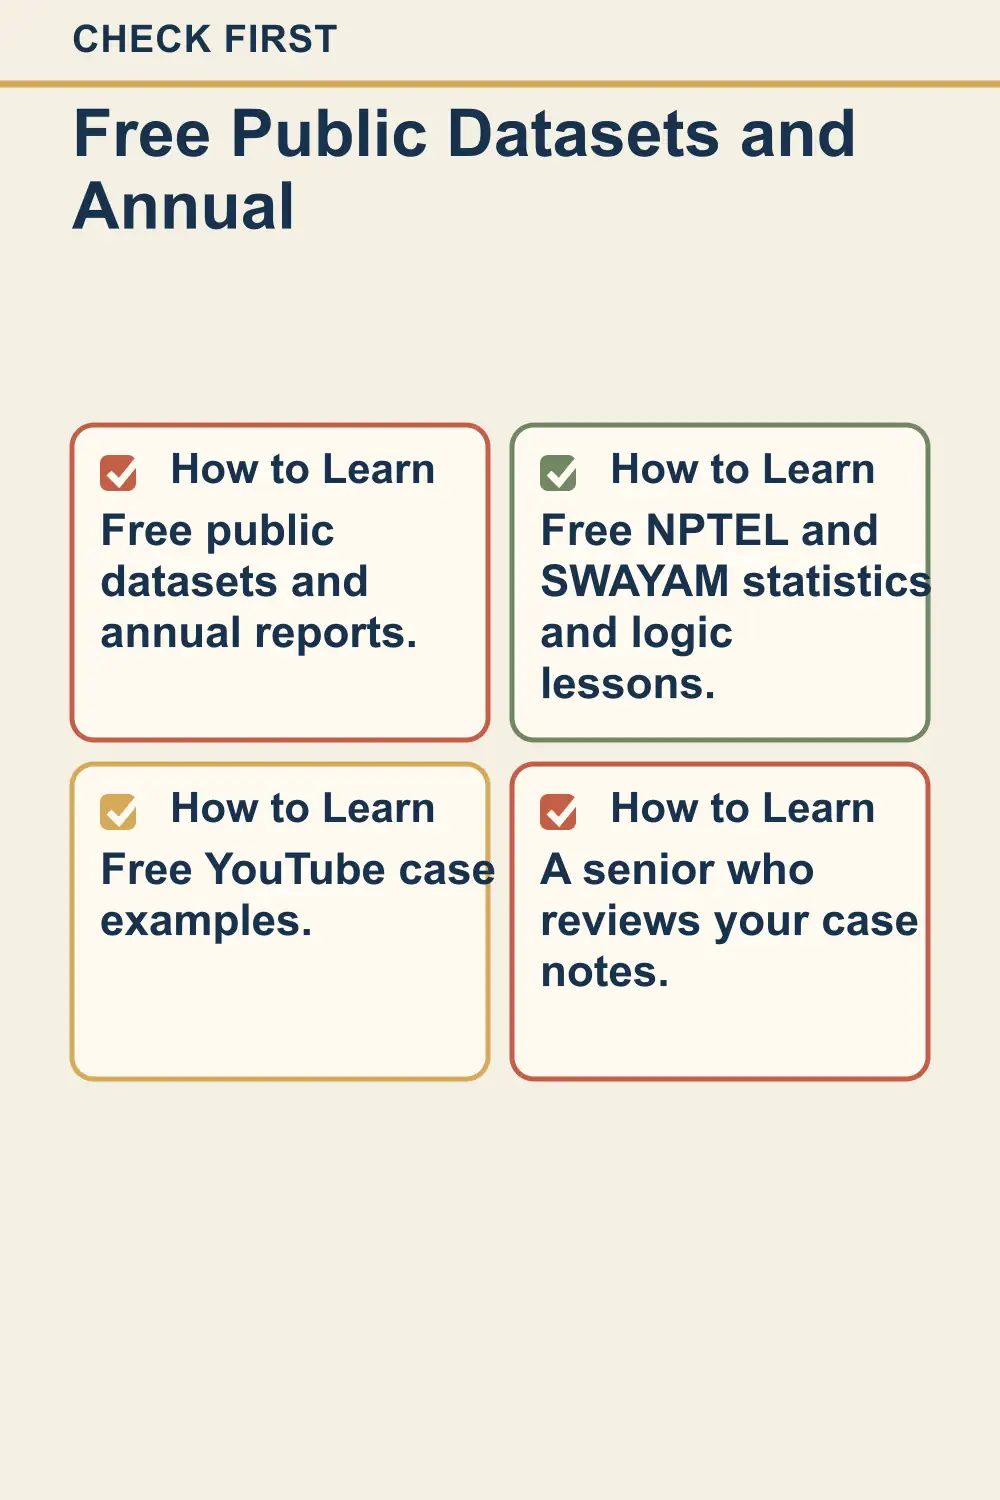 CHECK FIRST
Free Public Datasets and
Annual
How to Learn
Free public
datasets and
annual reports.
How to Learn
Free NPTEL and
SWAYAM statistics
and logic
lessons.
How to Learn
Free YouTube case
examples.
How to Learn
A senior who
reviews your case
notes.